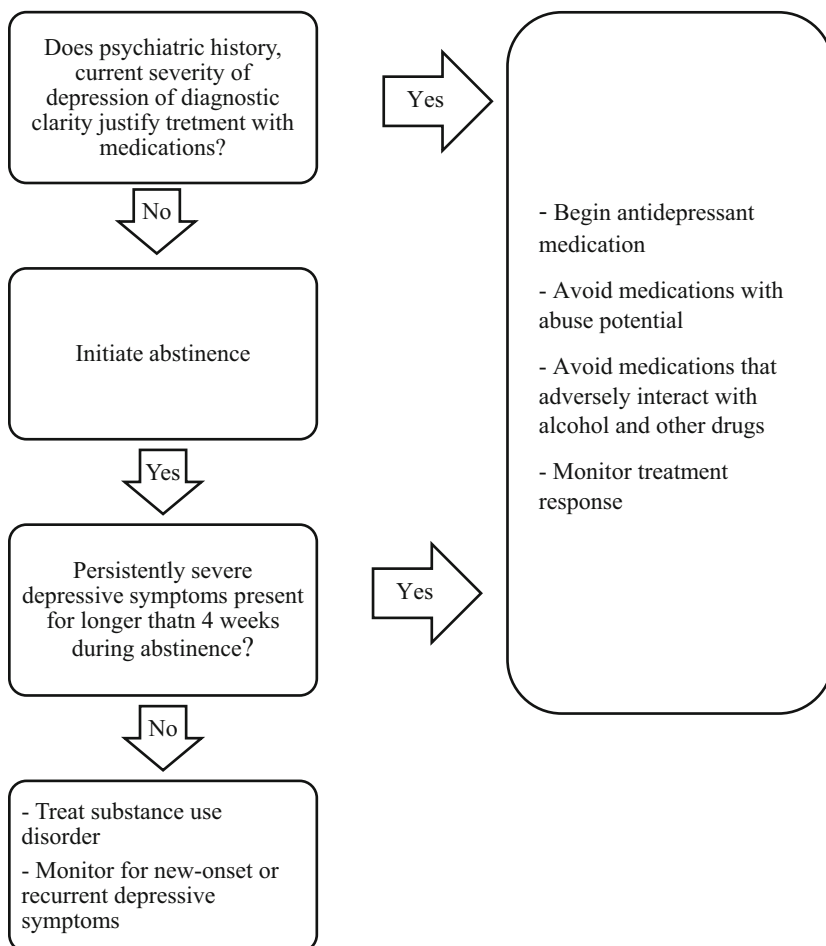 Does psychiatric history,
current severity of
depression of diagnostic
clarity justify tretment with
medications?
Yes
No
Initiate abstinence
Yes
Persistently severe
depressive symptoms present
for longer thatn 4 weeks
during abstinence?
Yes
No
- Treat substance use
disorder
- Monitor for new-onset or
recurrent depressive
symptoms
- Begin antidepressant
medication
- Avoid medications with
abuse potential
- Avoid medications that
adversely interact with
alcohol and other drugs
- Monitor treatment
response